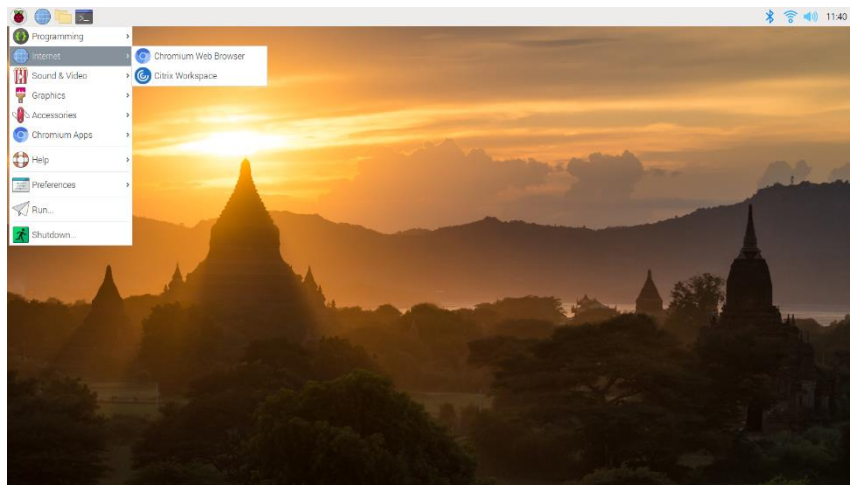 11:40
Programming
Internet
Chromium Web Browser
Sound & Video
Citrix Workspace
Graphics
Accessories
Chromium Apps
Help
Preferences
Run...
Shutdown...